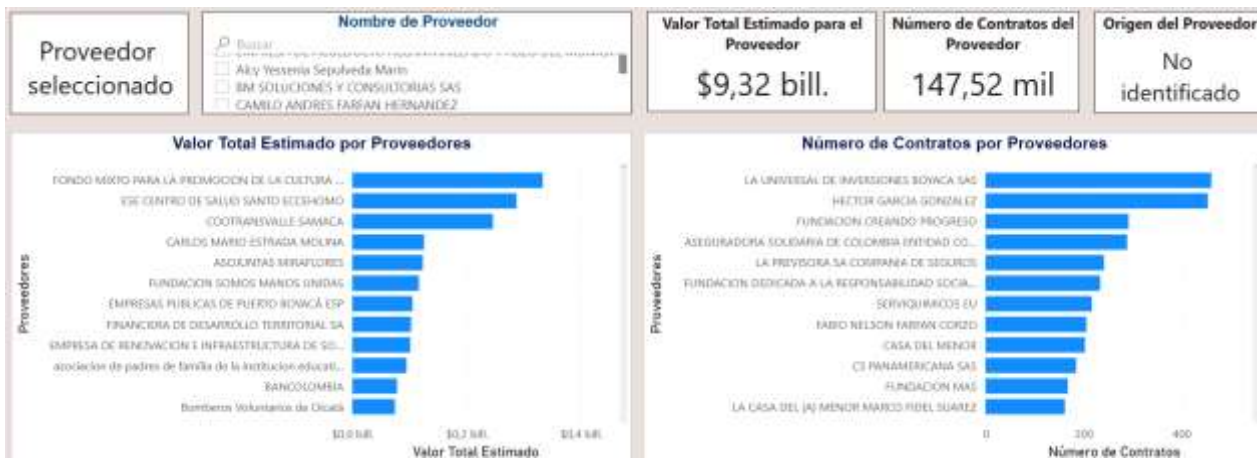 Proveedor
seleccionado
Nombre de Proveedor
Buscar
Alcy Yessenia Sepulveda Marin
BM SOLUCIONES Y CONSULTORIAS SAS
CAMILO ANDRES FARFAN HERNANDEZ
Valor Total Estimado para el
Proveedor
$9,32 bill.
Número de Contratos del
Proveedor
147,52 mil
Origen del Proveedor
No
identificado
Valor Total Estimado por Proveedores
Proveedores
FONDO MIXTO PARA LA PROMOCION DE LA CULTURA ...
ESE CENTRO DE SALUD SANTO ECCEHOMO
COOTRANSVALLE SAMACA
CARLOS MARIO ESTRADA MOLINA
ASOJUNTAS MIRAFLORES
FUNDACION SOMOS MANOS UNIDAS
EMPRESAS PUBLICAS DE PUERTO BOYACÁ ESP
FINANCIERA DE DESARROLLO TERRITORIAL SA
EMPRESA DE RENOVACION E INFRAESTRUCTURA DE SO...
asociacion de padres de familia de la institucion educati...
BANCOLOMBIA
Bomberos Voluntarios de Oicatá
$0,0 bill. $0,2 bill. $0,4 bill.
Valor Total Estimado
Número de Contratos por Proveedores
Proveedores
LA UNIVERSAL DE INVERSIONES BOYACA SAS
HECTOR GARCIA GONZALEZ
FUNDACION CREANDO PROGRESO
ASEGURADORA SOLIDARIA DE COLOMBIA ENTIDAD CO...
LA PREVISORA SA COMPAÑIA DE SEGUROS
FUNDACION DEDICADA A LA RESPONSABILIDAD SOCIA...
SERVIQUIMICOS EU
FABIO NELSON FARFAN CORZO
CASA DEL MENOR
C3 PANAMERICANA SAS
FUNDACION MAS
LA CASA DEL MENOR MARCO FIDEL SUAREZ
0 200 400
Número de Contratos